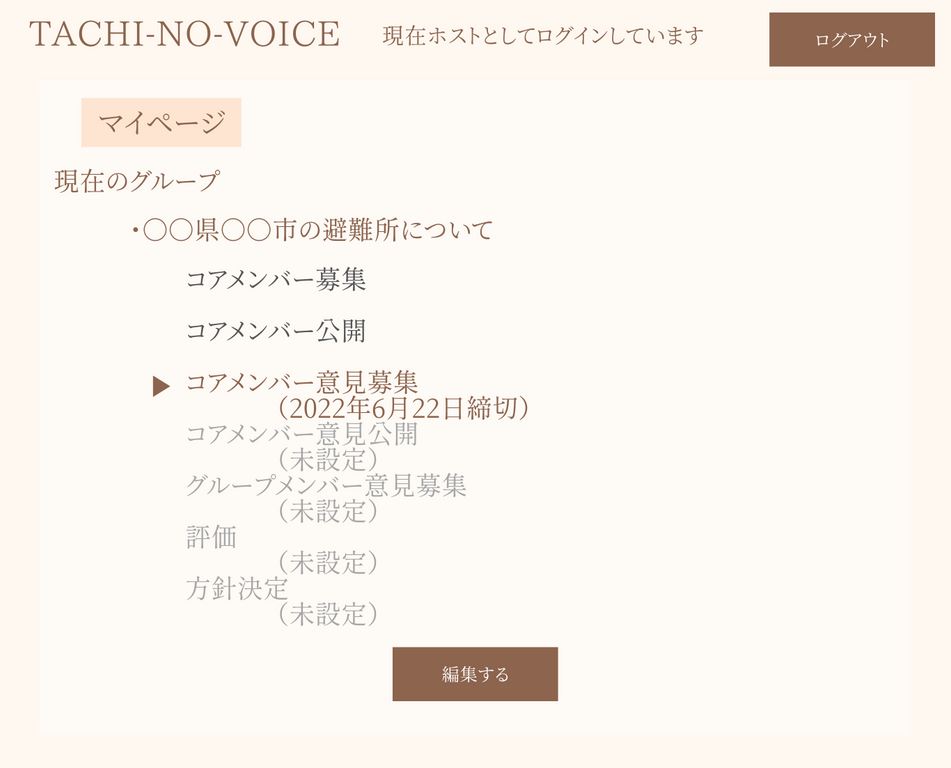 TACHI-NO-VOICE
現在ホストとしてログインしています
ログアウト
マイページ
現在のグループ
・〇〇県〇〇市の避難所について
コアメンバー募集
コアメンバー公開
▶ コアメンバー意見募集
（2022年6月22日締切）
コアメンバー意見公開
（未設定）
グループメンバー意見募集
（未設定）
評価
（未設定）
方針決定
（未設定）
編集する